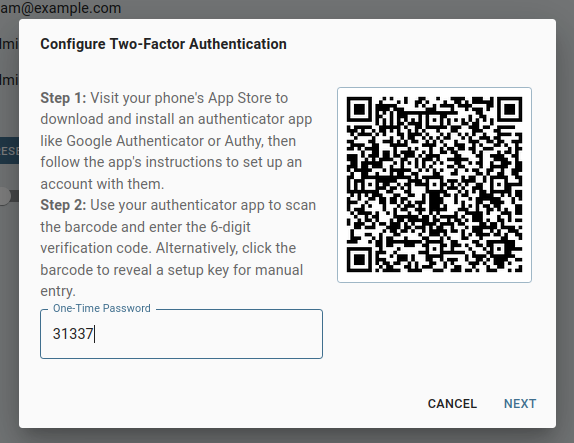 am@example.com
Configure Two-Factor Authentication
Step 1: Visit your phone's App Store to
download and install an authenticator app
like Google Authenticator or Authy, then
follow the app's instructions to set up an
account with them.
Step 2: Use your authenticator app to scan
the barcode and enter the 6-digit
verification code. Alternatively, click the
barcode to reveal a setup key for manual
entry.
One-Time Password
31337
CANCEL NEXT